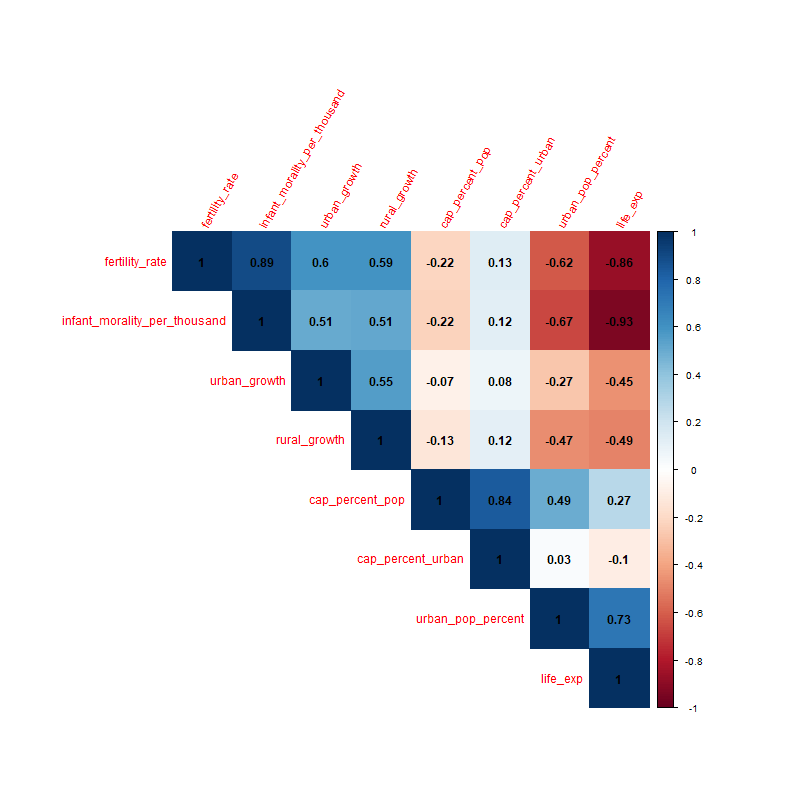 fertility_rate
infant_morality_per_thousand
urban_growth
rural_growth
cap_percent_pop
cap_percent_urban
urban_pop_percent
life_exp
fertility_rate 1 0.89 0.6 0.59 -0.22 0.13 -0.62 -0.86
infant_morality_per_thousand 1 0.51 0.51 -0.22 0.12 -0.67 -0.93
urban_growth 1 0.55 -0.07 0.08 -0.27 -0.45
rural_growth 1 -0.13 0.12 -0.47 -0.49
cap_percent_pop 1 0.84 0.49 0.27
cap_percent_urban 1 0.03 -0.1
urban_pop_percent 1 0.73
life_exp 1
1
0.8
0.6
0.4
0.2
0
-0.2
-0.4
-0.6
-0.8
-1